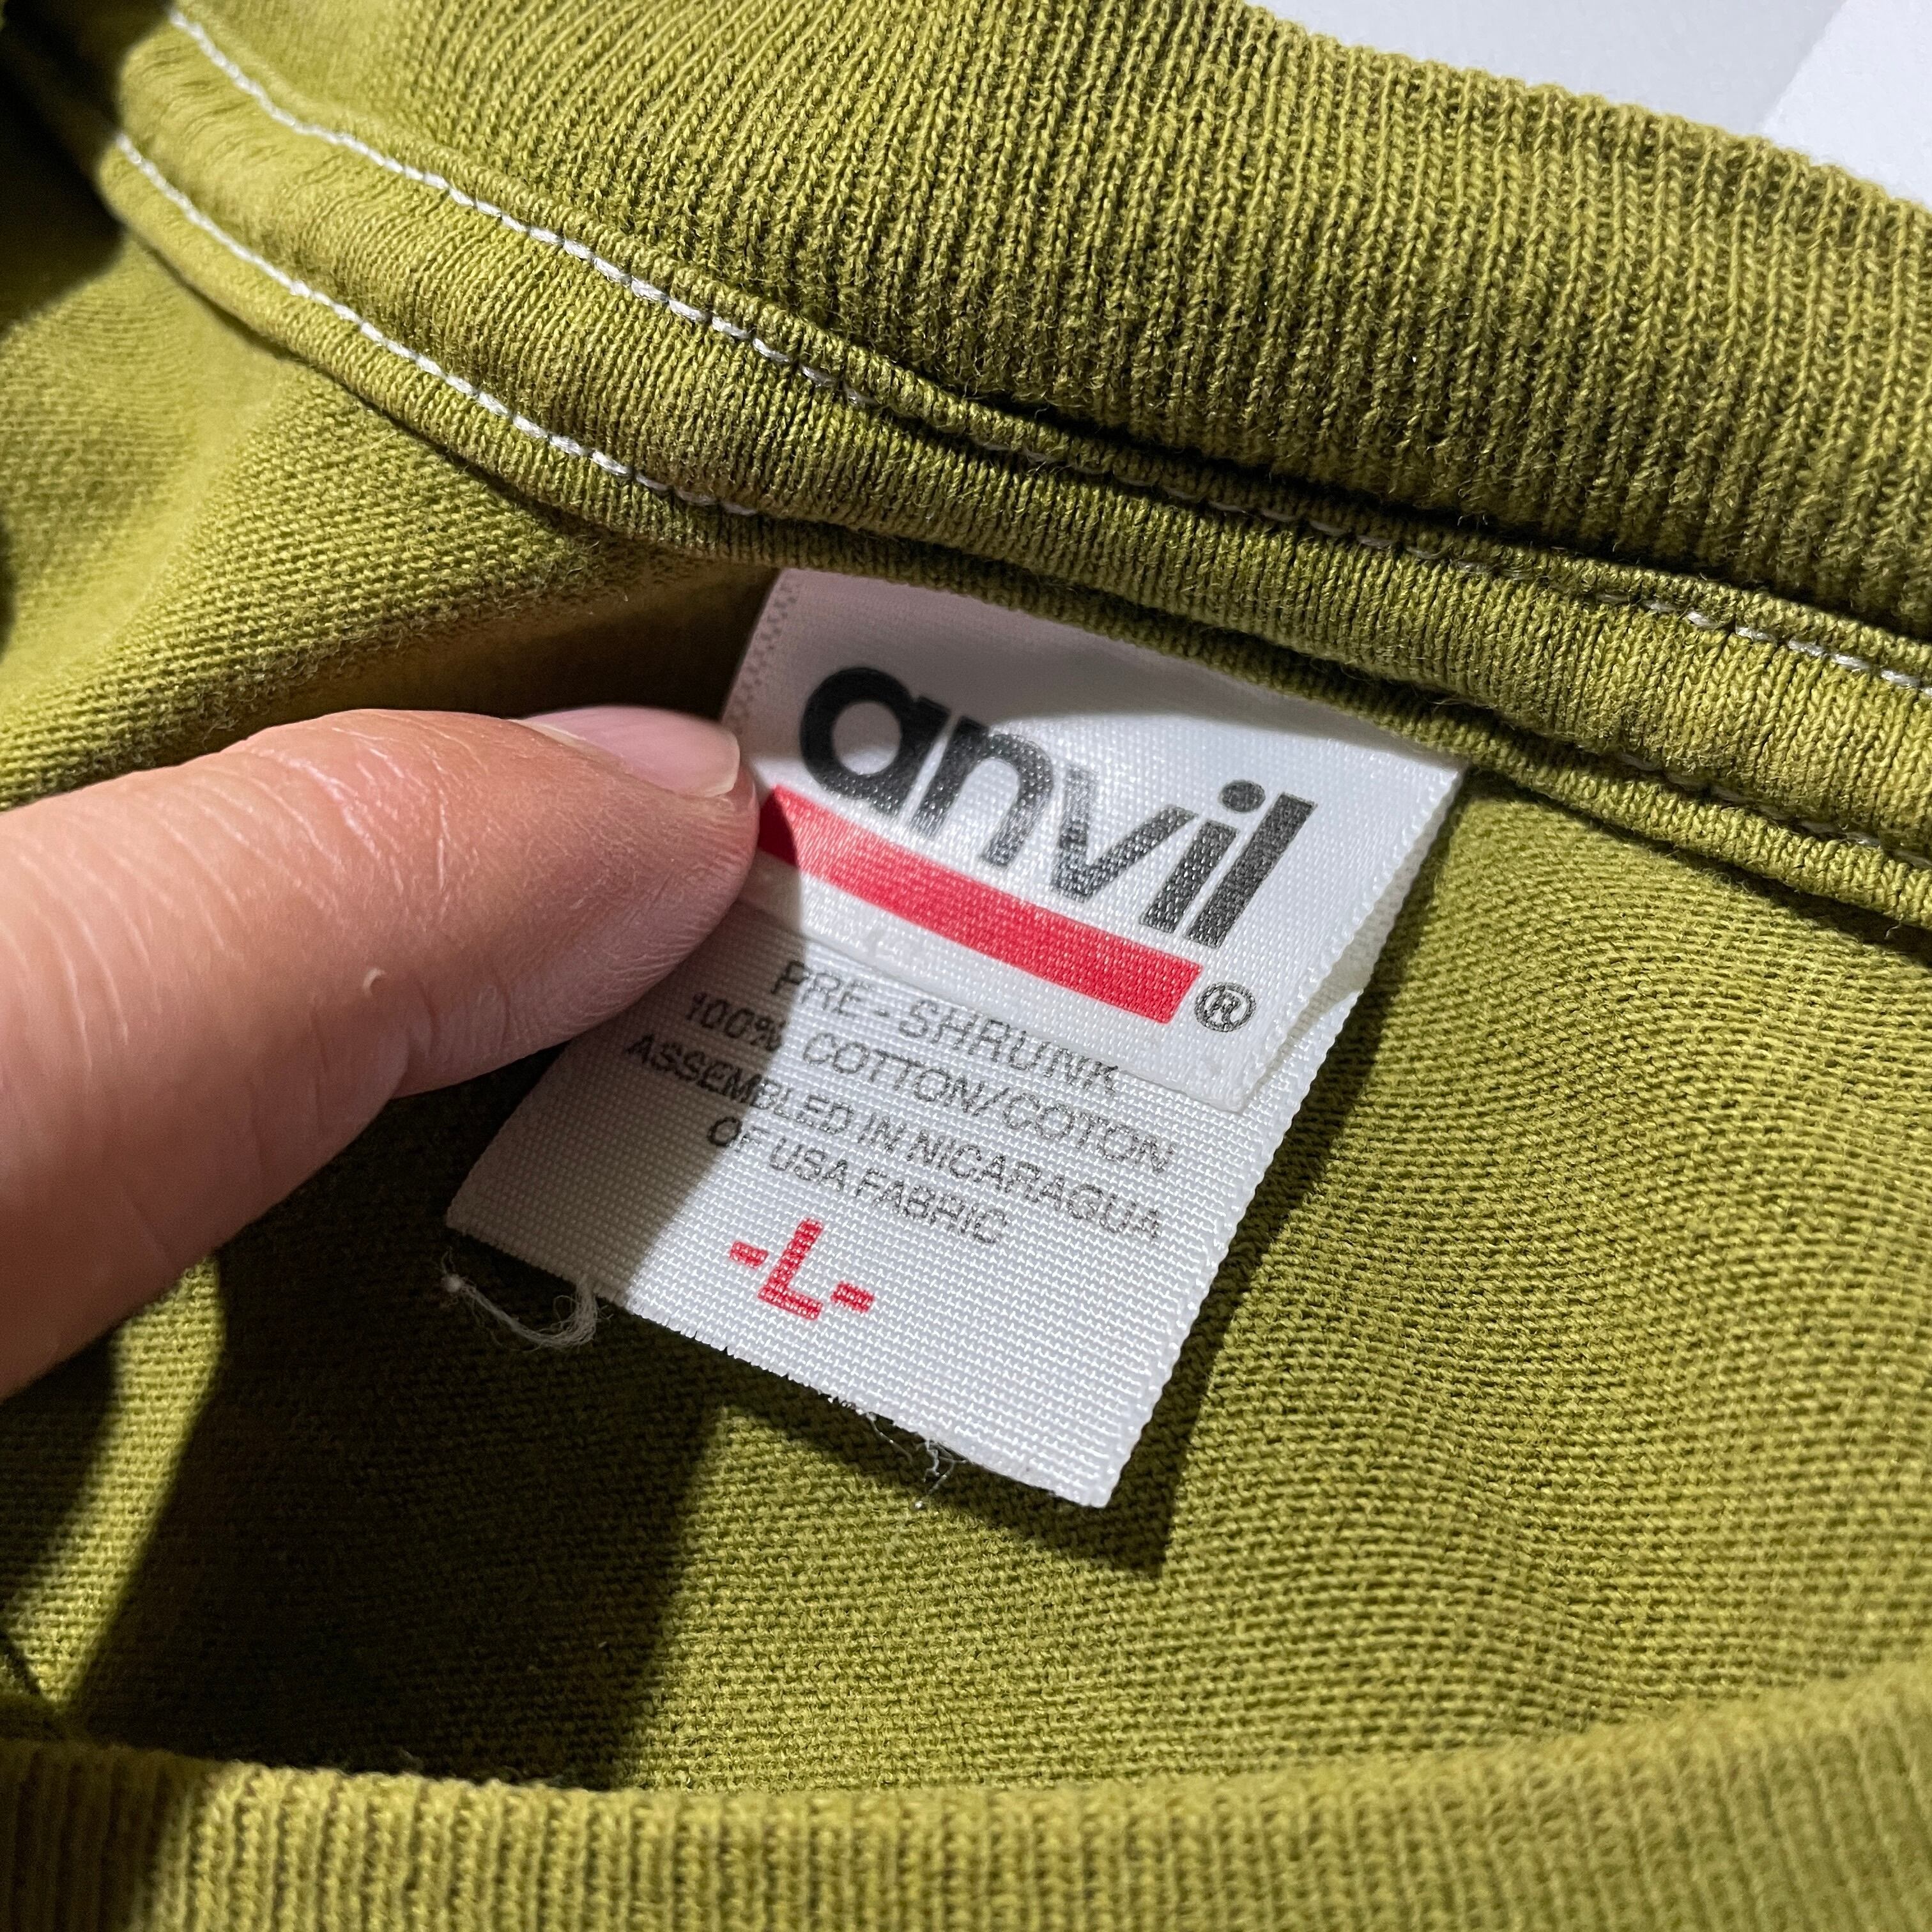 anvil ®
PRE-SHRUNK
100% COTTON/COTON
ASSEMBLED IN NICARAGUA
OF USA FABRIC
-L-